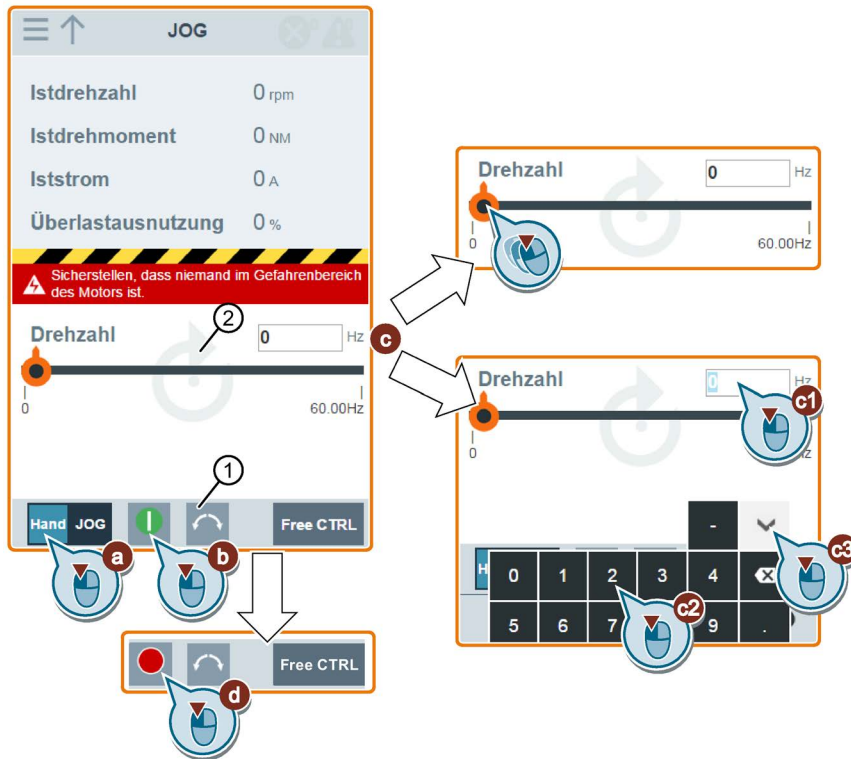 JOG
Istdrehzahl 0 rpm
Istdrehmoment 0 NM
Iststrom 0 A
Überlastausnutzung 0 %
Sicherstellen, dass niemand im Gefahrenbereich
des Motors ist.
2
Drehzahl 0 Hz
0 60.00Hz
1
Hand JOG Free CTRL
a b
Free CTRL
d
c
Drehzahl 0 Hz
0 60.00Hz
Drehzahl 0 Hz
c1
0
- 
c3
0 1 2 3 4
c2
5 6 7 9 .